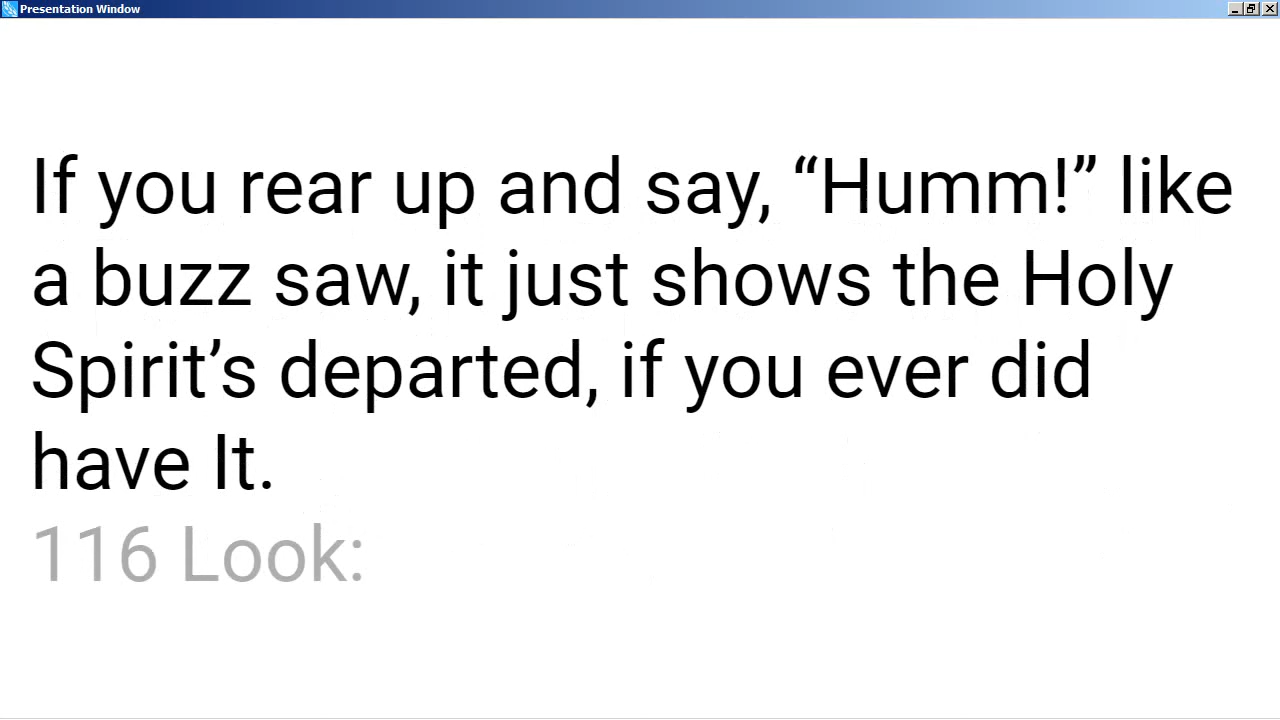 Presentation Window
If you rear up and say, “Humm!” like
a buzz saw, it just shows the Holy
Spirit’s departed, if you ever did
have It.
116 Look: